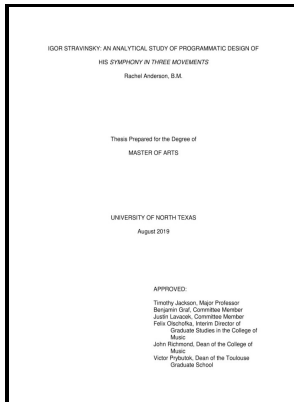 IGOR STRAVINSKY: AN ANALYTICAL STUDY OF PROGRAMMATIC DESIGN OF
HIS SYMPHONY IN THREE MOVEMENTS
Rachel Anderson, B.M.
Thesis Prepared for the Degree of
MASTER OF ARTS
UNIVERSITY OF NORTH TEXAS
August 2019
APPROVED:
Timothy Jackson, Major Professor
Benjamin Graf, Committee Member
Justin Lavacek, Committee Member
Felix Olschofka, Interim Director of
Graduate Studies in the College of
Music
John Richmond, Dean of the College of
Music
Victor Prybutok, Dean of the Toulouse
Graduate School